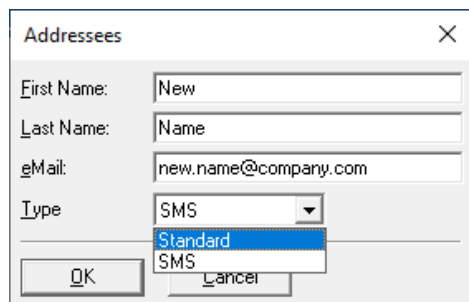 Addressees
First Name: New
Last Name: Name
eMail: new.name@company.com
Type SMS
Standard
SMS
OK Cancel